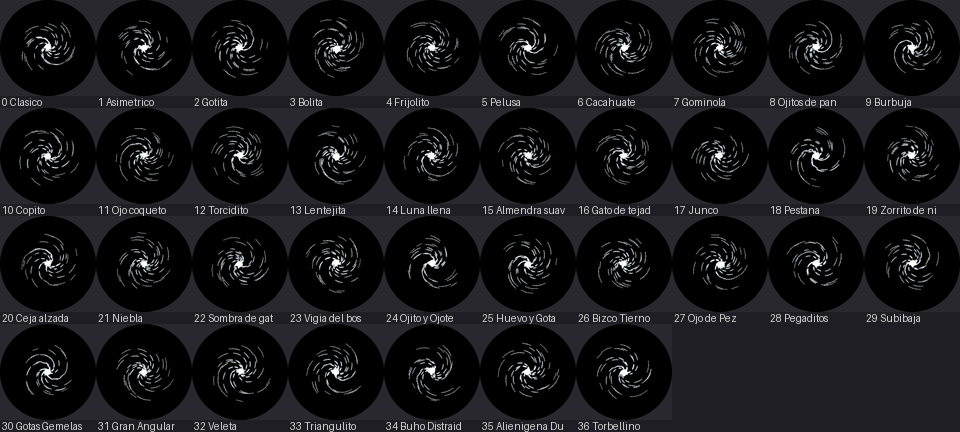 0 Clasico 1 Asimetrico 2 Gotita 3 Bolita 4 Frijolito 5 Pelusa 6 Cacahuate 7 Gominola 8 Ojitos de pan 9 Burbuja
10 Copito 11 Ojo coqueto 12 Torcidito 13 Lentejita 14 Luna llena 15 Almendra suav 16 Gato de tejad 17 Junco 18 Pestana 19 Zorrito de ni
20 Ceja alzada 21 Niebla 22 Sombra de gat 23 Vigia del bos 24 Ojito y Ojote 25 Huevo y Gota 26 Bizco Tierno 27 Ojo de Pez 28 Pegaditos 29 Subibaja
30 Gotas Gemelas 31 Gran Angular 32 Veleta 33 Triangulito 34 Buho Distraid 35 Alienigena Du 36 Torbellino